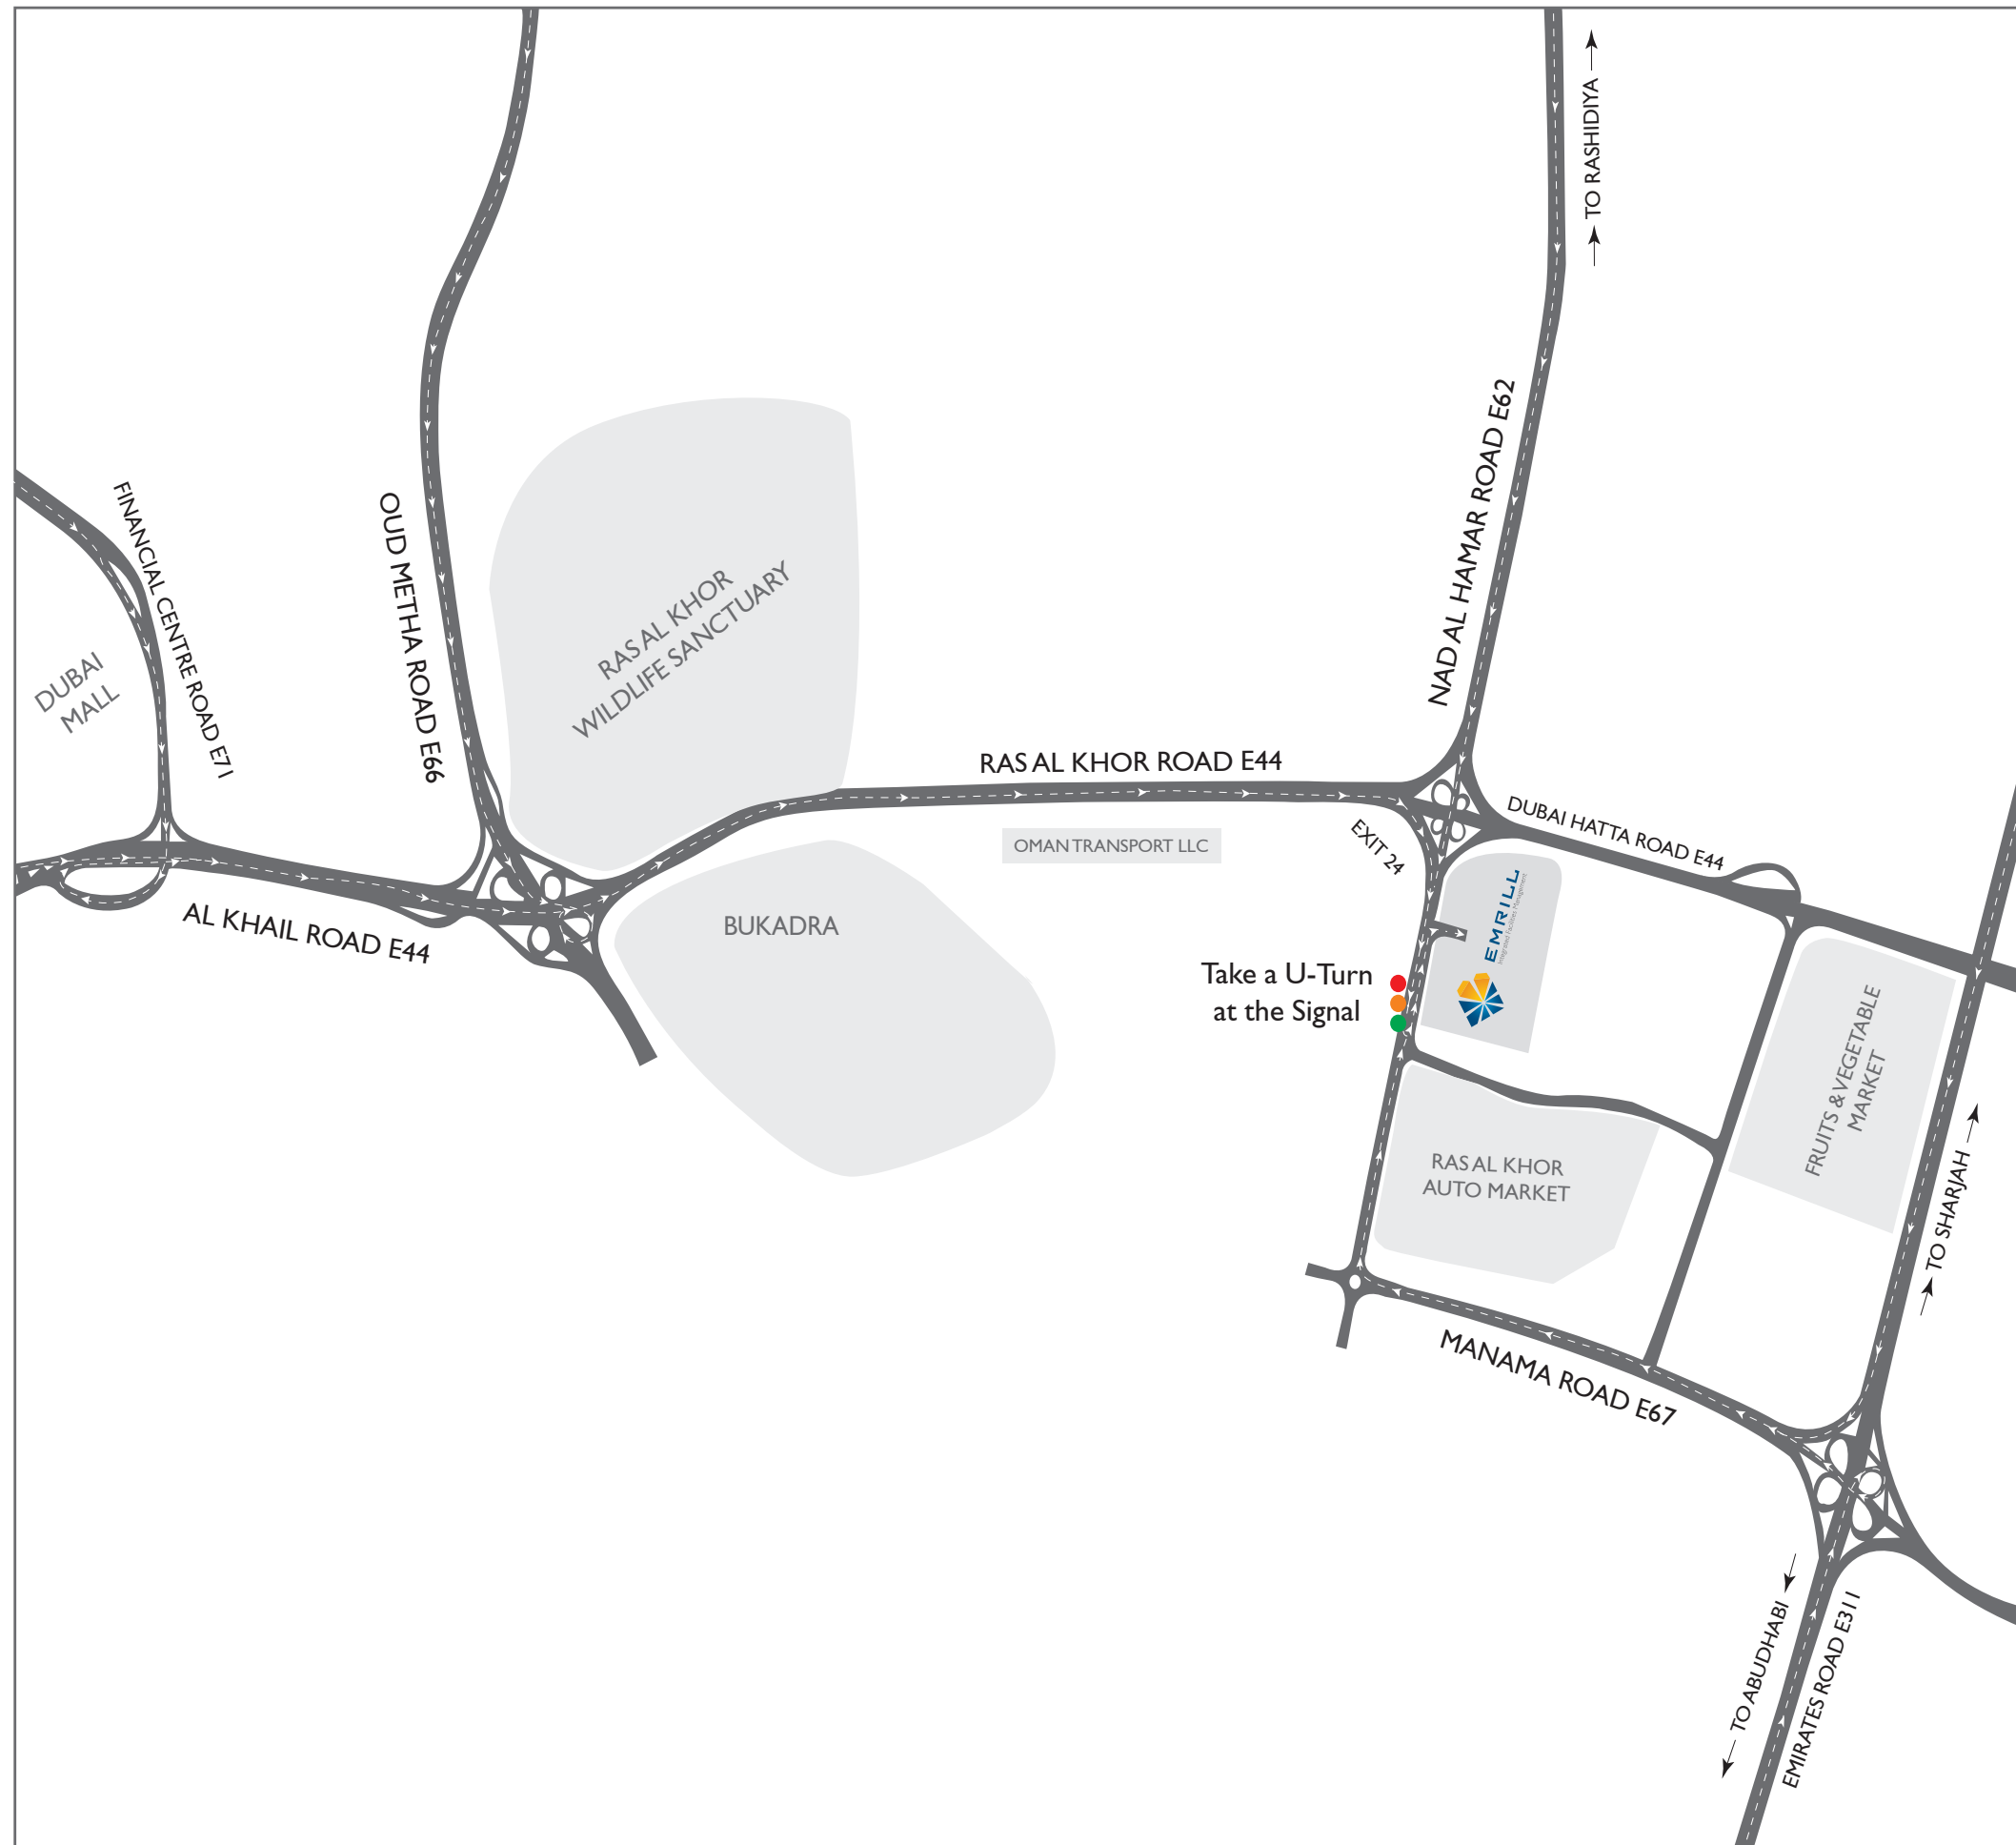 TO RASHIDIYA
NAD AL HAMAR ROAD E62
FINANCIAL CENTRE ROAD E71
OUD METHA ROAD E66
RAS AL KHOR
WILDLIFE SANCTUARY
DUBAI
MALL
RAS AL KHOR ROAD E44
DUBAI HATTA ROAD E44
EXIT 24
OMAN TRANSPORT LLC
AL KHAIL ROAD E44
BUKADRA
EMRILL
Integrated Facilities Management
Take a U-Turn
at the Signal
FRUITS & VEGETABLE
MARKET
RAS AL KHOR
AUTO MARKET
TO SHARJAH
MANAMA ROAD E67
TO ABUDHABI
EMIRATES ROAD E311